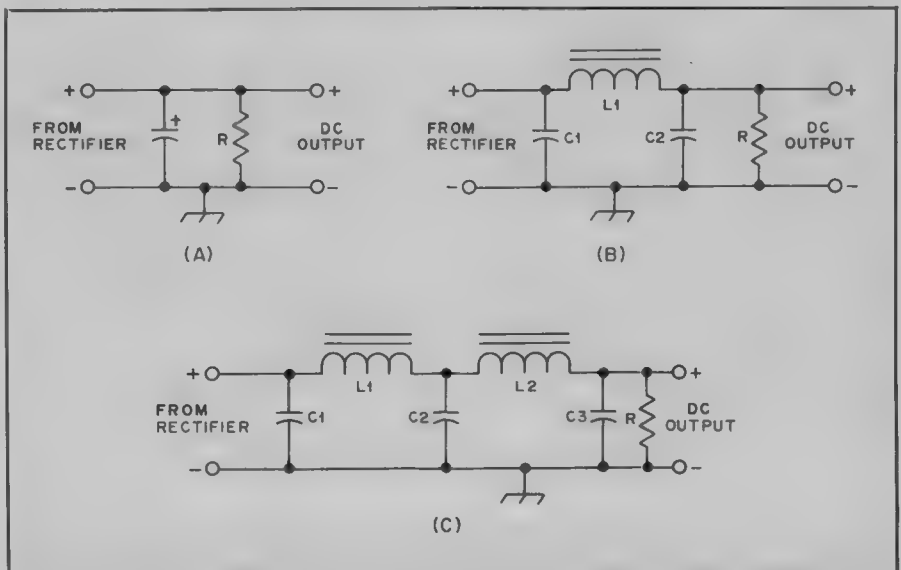 + +
+
FROM RECTIFIER
R
DC OUTPUT
- -
(A)
L1
+ +
FROM RECTIFIER
C1
C2
R
DC OUTPUT
- -
(B)
L1
L2
+ +
FROM RECTIFIER
C1
C2
C3
R
DC OUTPUT
- -
(C)